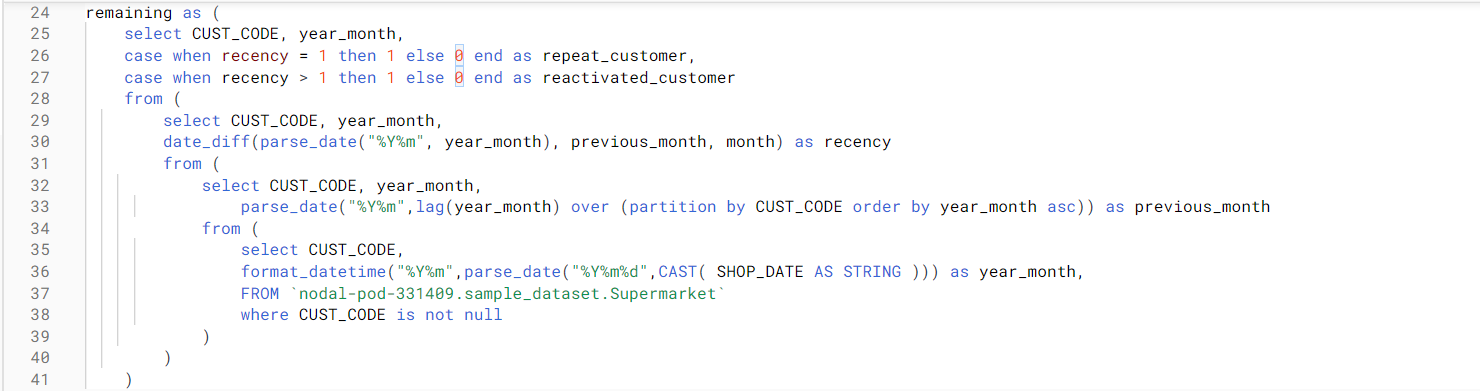 24 remaining as (
25 select CUST_CODE, year_month,
26 case when recency = 1 then 1 else 0 end as repeat_customer,
27 case when recency > 1 then 1 else 0 end as reactivated_customer
28 from (
29 select CUST_CODE, year_month,
30 date_diff(parse_date("%Y%m", year_month), previous_month, month) as recency
31 from (
32 select CUST_CODE, year_month,
33 parse_date("%Y%m",lag(year_month) over (partition by CUST_CODE order by year_month asc)) as previous_month
34 from (
35 select CUST_CODE,
36 format_datetime("%Y%m",parse_date("%Y%m%d",CAST( SHOP_DATE AS STRING ))) as year_month,
37 FROM `nodal-pod-331409.sample_dataset.Supermarket`
38 where CUST_CODE is not null
39 )
40 )
41 )